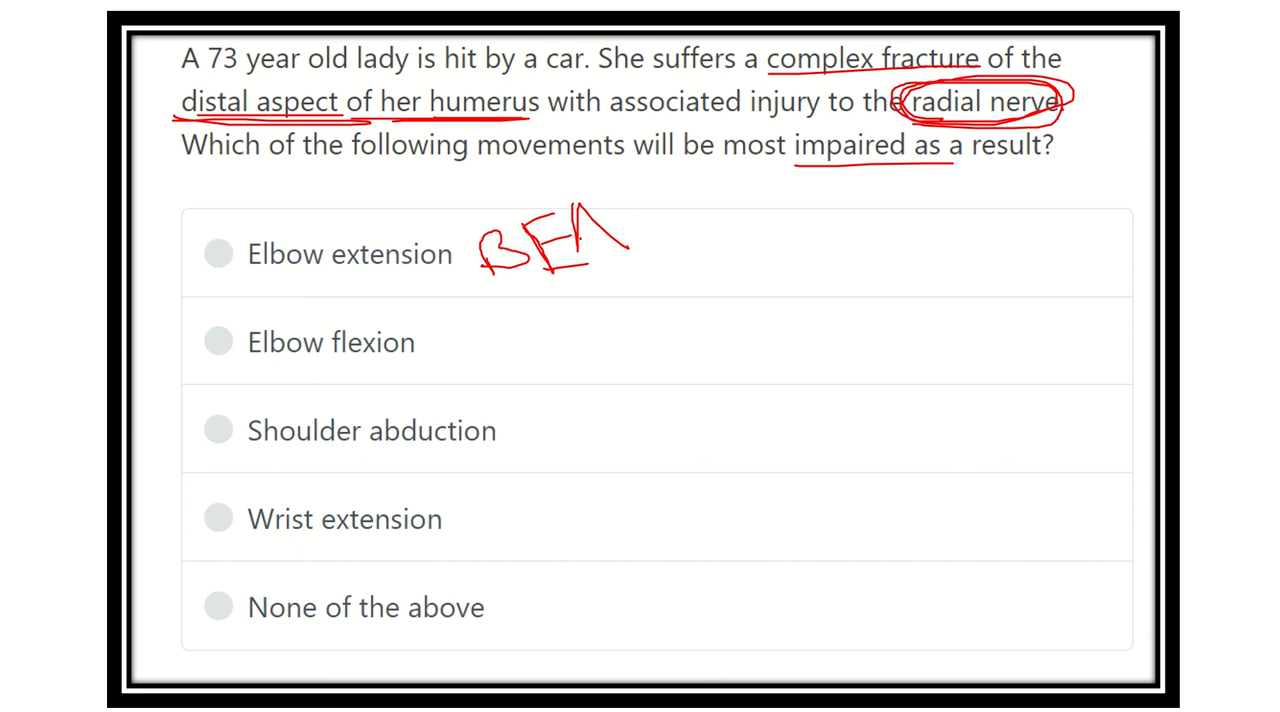 A 73 year old lady is hit by a car. She suffers a complex fracture of the
distal aspect of her humerus with associated injury to the radial nerve.
Which of the following movements will be most impaired as a result?
Elbow extension BEA
Elbow flexion
Shoulder abduction
Wrist extension
None of the above